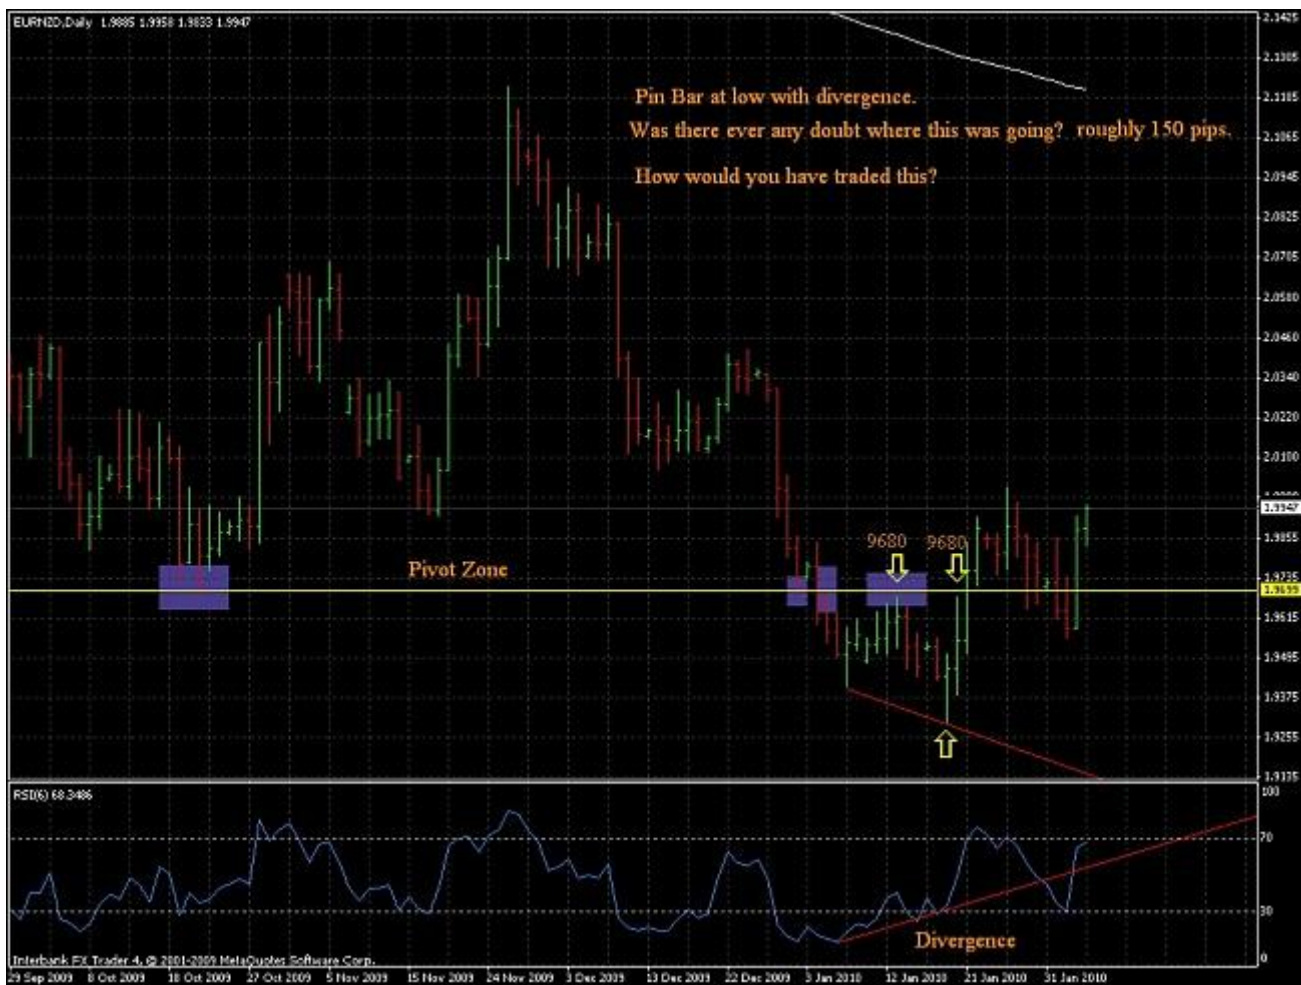 EURNZD,Daily 1.9885 1.9958 1.9833 1.9947
2.1425
2.1305
Pin Bar at low with divergence.
2.1185
Was there ever any doubt where this was going? roughly 150 pips.
2.1065
How would you have traded this?
2.0945
2.0825
2.0705
2.0580
2.0460
2.0340
2.0220
2.0100
1.9947
9680 9680
1.9855
Pivot Zone
1.9735
1.9699
1.9615
1.9495
1.9375
1.9255
1.9135
RSI(6) 68.3486
100
70
30
Divergence
0
Interbank FX Trader 4, © 2001-2009 MetaQuotes Software Corp.
29 Sep 2009 8 Oct 2009 18 Oct 2009 27 Oct 2009 5 Nov 2009 15 Nov 2009 24 Nov 2009 3 Dec 2009 13 Dec 2009 22 Dec 2009 3 Jan 2010 12 Jan 2010 21 Jan 2010 31 Jan 2010